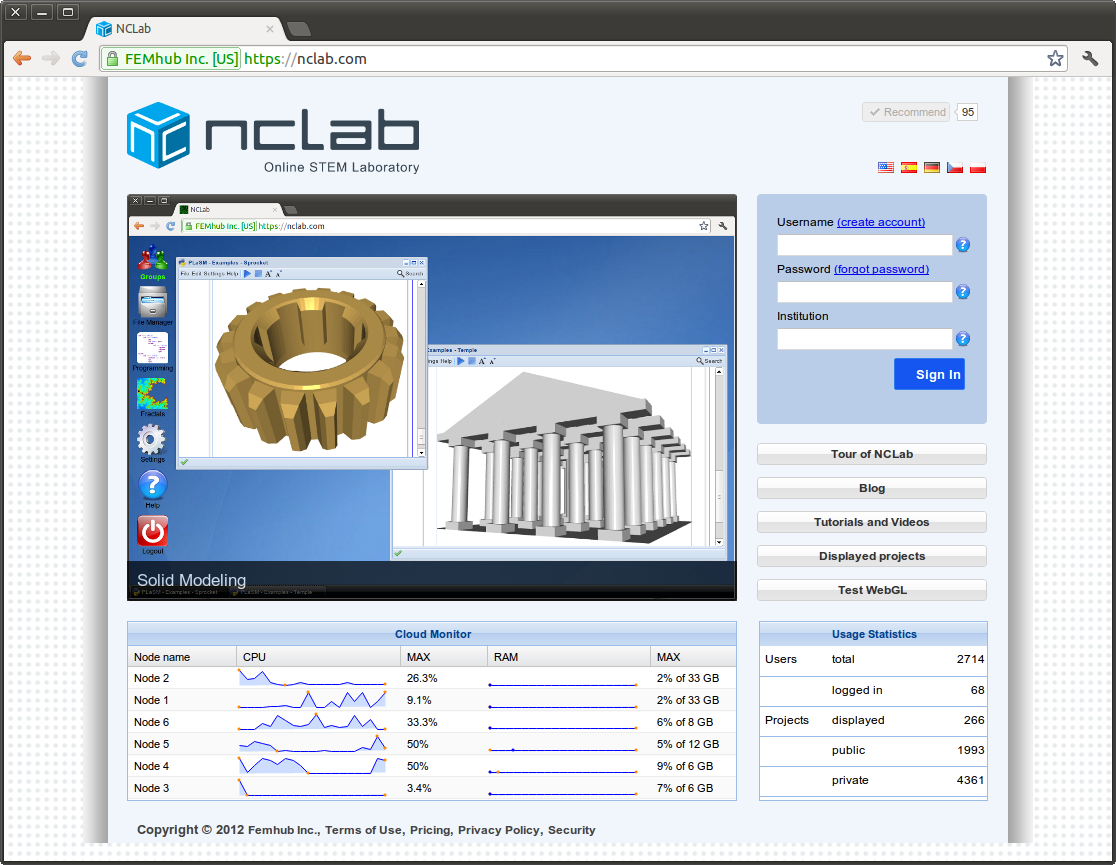 NCLab
FEMhub Inc. [US] https://nclab.com
nclab
Online STEM Laboratory
Recommend 95
NCLab
FEMhub Inc. [US] https://nclab.com
Groups
File Manager
Programming
Fractals
Settings
Help
Logout
PLaSM - Examples - Sprocket
File Edit Settings Help
Search
Examples - Temple
Help
Search
Solid Modeling
PLaSM - Examples - Sprocket PLaSM - Examples - Temple
Username (create account)
Password (forgot password)
Institution
Sign In
Tour of NCLab
Blog
Tutorials and Videos
Displayed projects
Test WebGL
Cloud Monitor
Node name CPU MAX RAM MAX
Node 2 26.3% 2% of 33 GB
Node 1 9.1% 2% of 33 GB
Node 6 33.3% 6% of 8 GB
Node 5 50% 5% of 12 GB
Node 4 50% 9% of 6 GB
Node 3 3.4% 7% of 6 GB
Usage Statistics
Users total 2714
logged in 68
Projects displayed 266
public 1993
private 4361
Copyright © 2012 Femhub Inc., Terms of Use, Pricing, Privacy Policy, Security